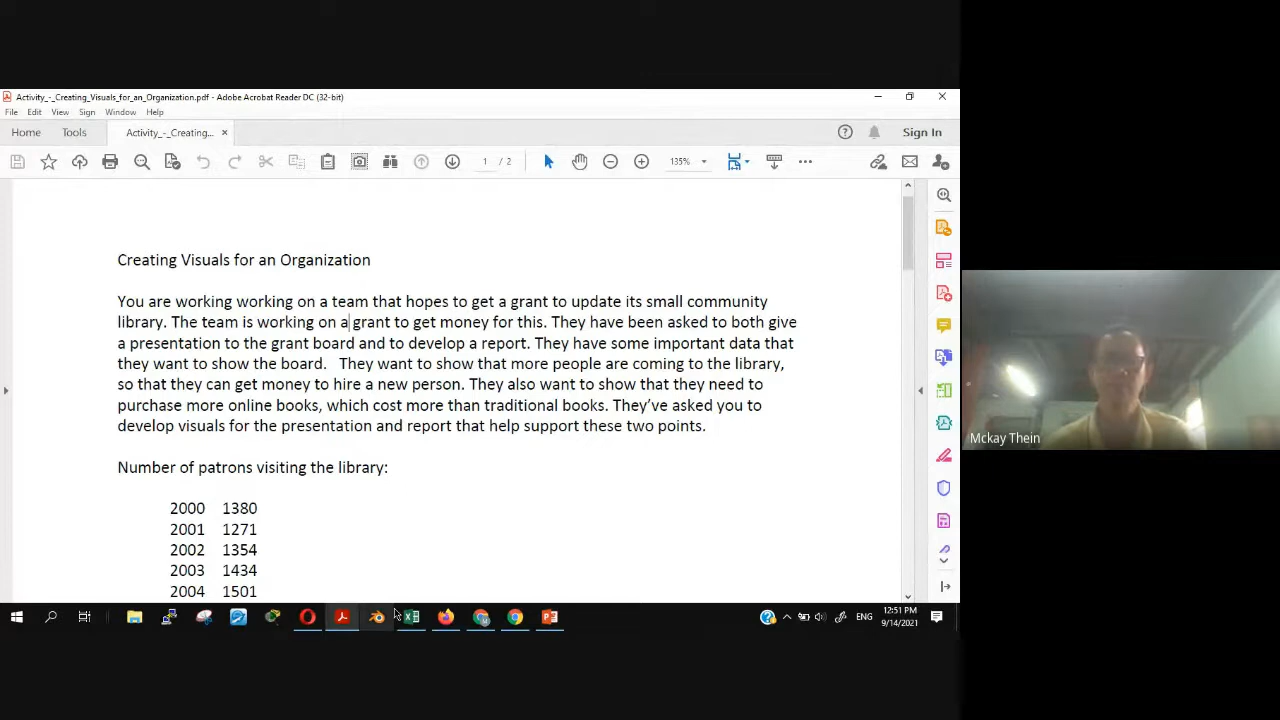 Activity_-_Creating_Visuals_for_an_Organization.pdf - Adobe Acrobat Reader DC (32-bit)
File Edit View Sign Window Help
Home Tools Activity_-_Creating... × Sign In
1 / 2 135%
Creating Visuals for an Organization
You are working working on a team that hopes to get a grant to update its small community
library. The team is working on a grant to get money for this. They have been asked to both give
a presentation to the grant board and to develop a report. They have some important data that
they want to show the board. They want to show that more people are coming to the library,
so that they can get money to hire a new person. They also want to show that they need to
purchase more online books, which cost more than traditional books. They've asked you to
develop visuals for the presentation and report that help support these two points.
Number of patrons visiting the library:
2000 1380
2001 1271
2002 1354
2003 1434
2004 1501
Mckay Thein
ENG
12:51 PM
9/14/2021